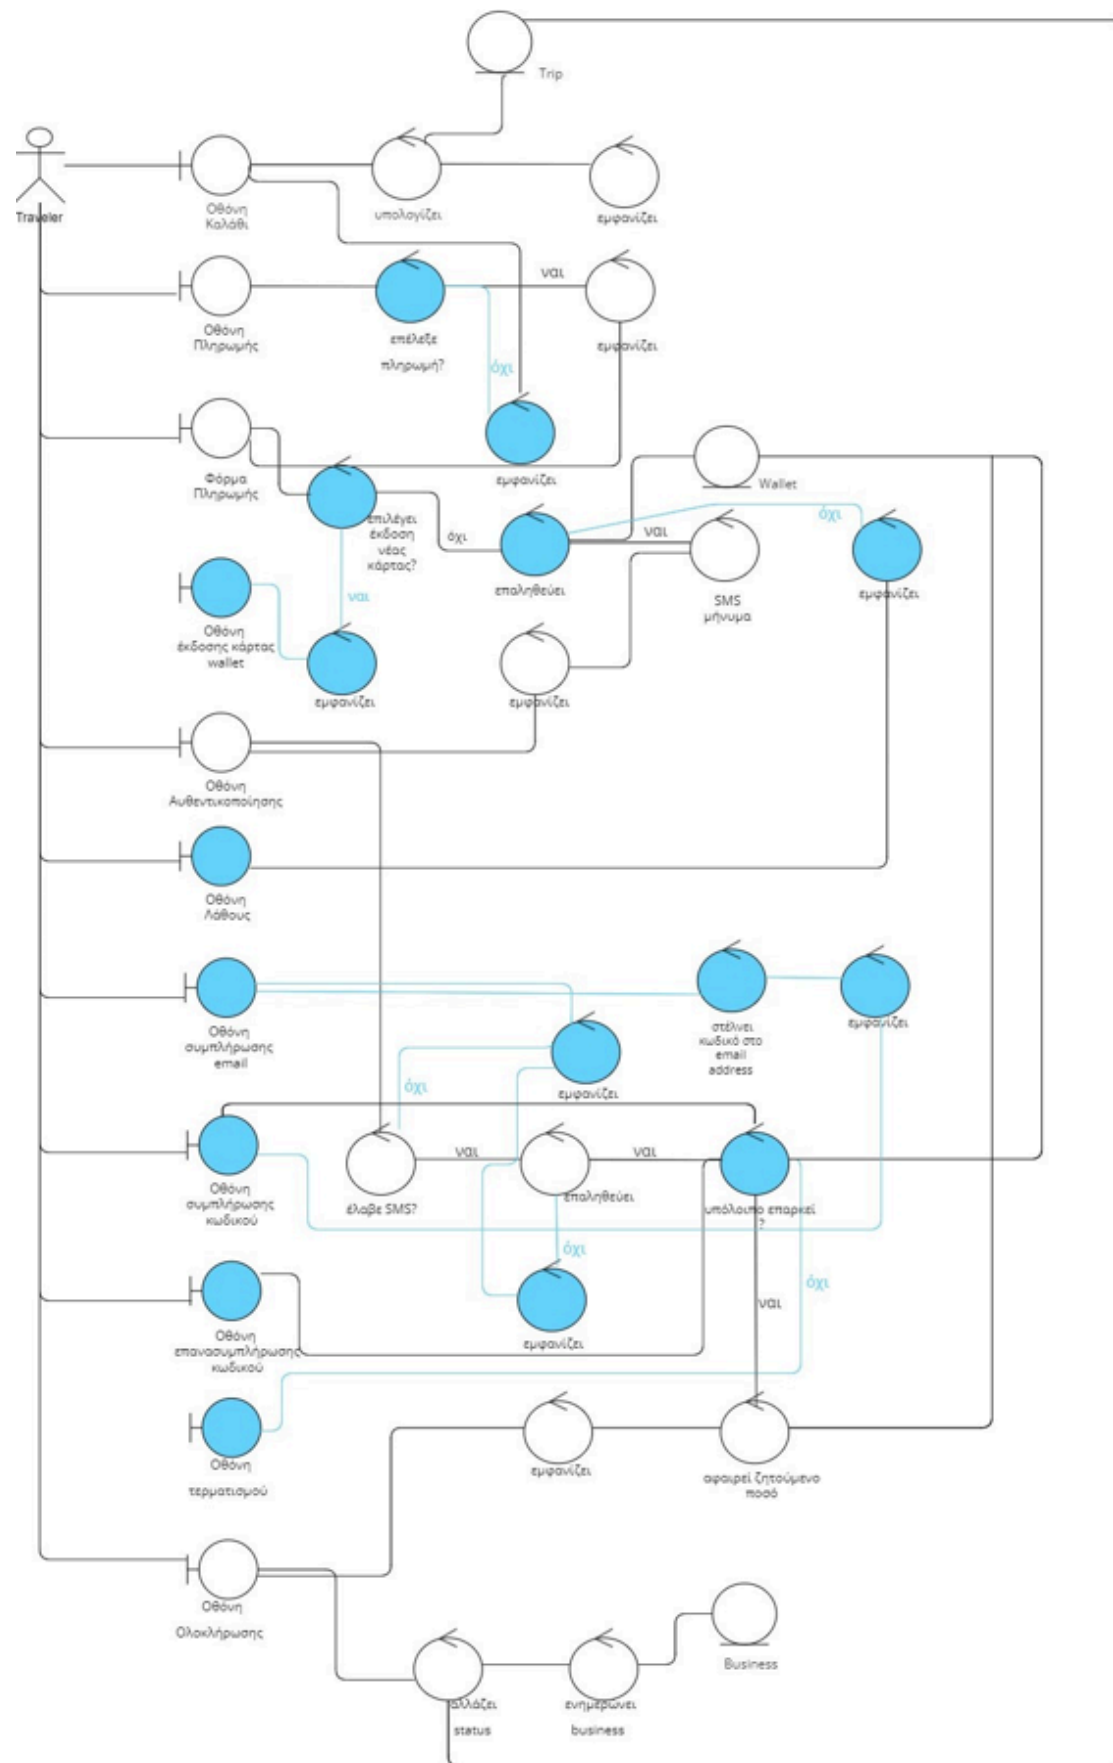 Trip
Traveler
Οθόνη
Καλάθι
υπολογίζει
εμφανίζει
ναι
Οθόνη
Πληρωμής
επέλεξε
πληρωμή?
εμφανίζει
όχι
Φόρμα
Πληρωμής
εμφανίζει
Wallet
επιλέγει
έκδοση
νέας
κάρτας?
όχι
ναι
όχι
επαληθεύει
SMS
μήνυμα
εμφανίζει
ναι
Οθόνη
έκδοσης κάρτας
wallet
εμφανίζει
εμφανίζει
Οθόνη
Αυθεντικοποίησης
Οθόνη
Λάθους
Οθόνη
συμπλήρωσης
email
στέλνει
κωδικό στο
email
address
εμφανίζει
όχι
εμφανίζει
Οθόνη
συμπλήρωσης
κωδικού
ναι
ναι
έλαβε SMS?
επαληθεύει
υπόλοιπο επαρκεί
?
όχι
όχι
ναι
Οθόνη
επανασυμπλήρωσης
κωδικού
εμφανίζει
Οθόνη
τερματισμού
εμφανίζει
αφαιρεί ζητούμενο
ποσό
Οθόνη
Ολοκλήρωσης
Business
αλλάζει
status
ενημερώνει
business